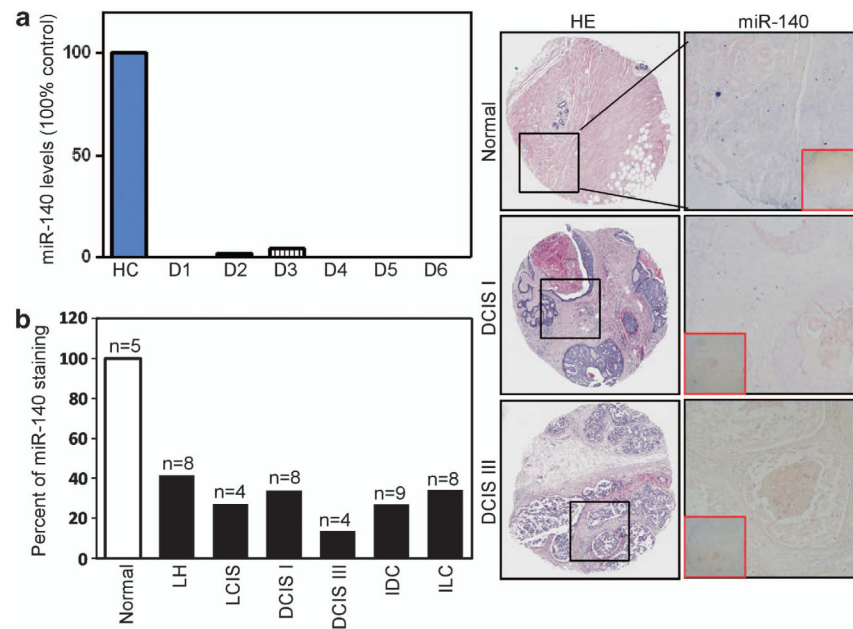 a
miR-140 levels (100% control)
100
50
0
HC D1 D2 D3 D4 D5 D6
b
Percent of miR-140 staining
120
100
80
60
40
20
0
n=5
n=8
n=4
n=8
n=4
n=9
n=8
Normal
LH
LCIS
DCIS I
DCIS III
IDC
ILC
HE miR-140
Normal
DCIS I
DCIS III